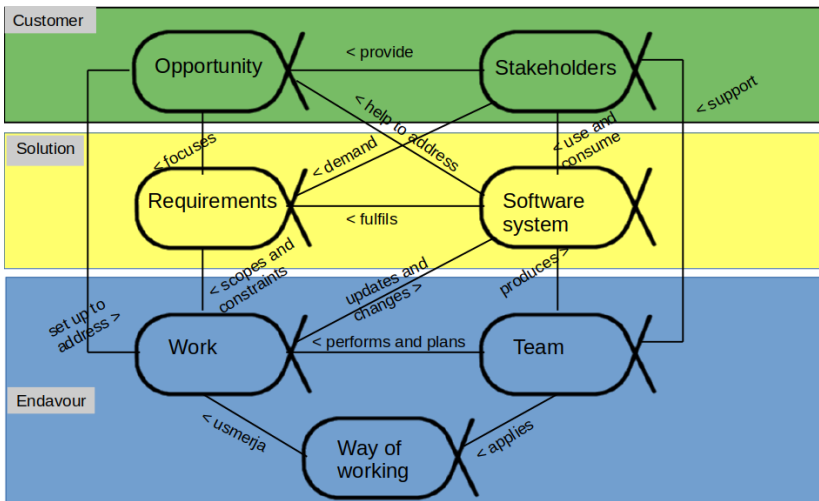 Customer
Opportunity
< provide
Stakeholders
< support
< help to address
< use and
consume
Solution
< focuses
< demand
Requirements
< fulfils
Software
system
< scopes and
constraints
updates and
changes >
produces >
set up to
address >
Work
< performs and plans
Team
Endavour
< usmerja
Way of
working
< applies